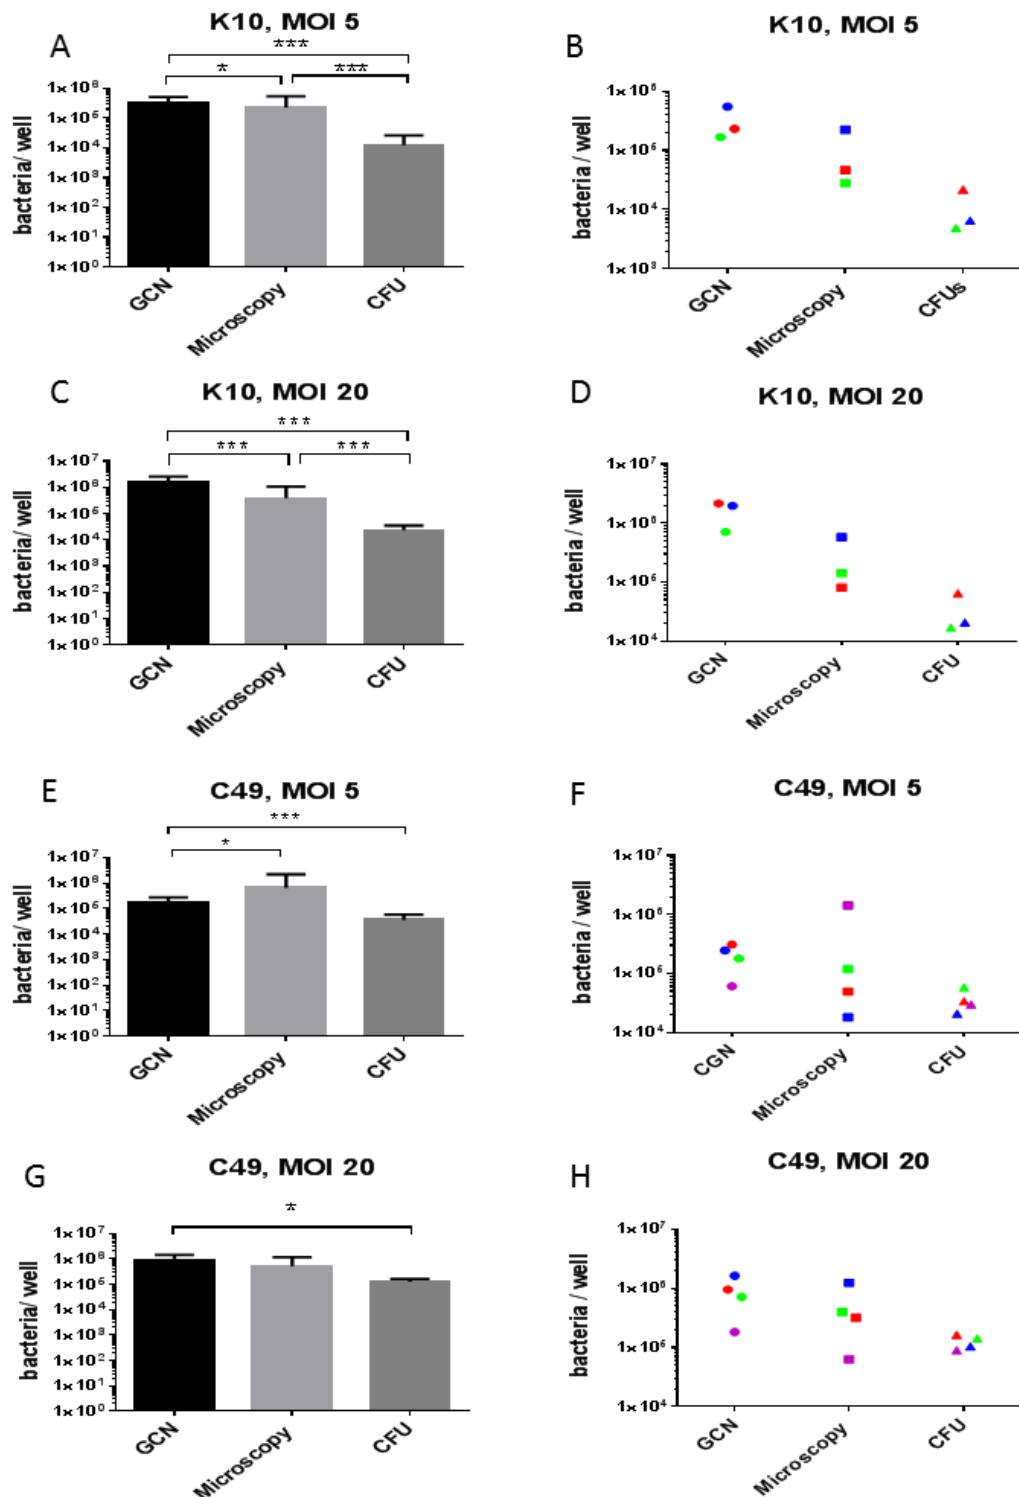 A
K10, MOI 5
***
* ***
bacteria/ well
1×10⁶
1×10⁵
1×10⁴
1×10³
1×10²
1×10¹
1×10⁰
GCN
Microscopy
CFU
B
K10, MOI 5
bacteria / well
1×10⁶
1×10⁵
1×10⁴
1×10³
GCN
Microscopy
CFUs
C
K10, MOI 20
***
*** ***
bacteria/ well
1×10⁷
1×10⁶
1×10⁵
1×10⁴
1×10³
1×10²
1×10¹
1×10⁰
GCN
Microscopy
CFU
D
K10, MOI 20
bacteria / well
1×10⁷
1×10⁶
1×10⁵
1×10⁴
GCN
Microscopy
CFU
E
C49, MOI 5
***
*
bacteria/ well
1×10⁷
1×10⁶
1×10⁵
1×10⁴
1×10³
1×10²
1×10¹
1×10⁰
GCN
Microscopy
CFU
F
C49, MOI 5
bacteria / well
1×10⁷
1×10⁶
1×10⁵
1×10⁴
CGN
Microscopy
CFU
G
C49, MOI 20
*
bacteria/ well
1×10⁷
1×10⁶
1×10⁵
1×10⁴
1×10³
1×10²
1×10¹
1×10⁰
GCN
Microscopy
CFU
H
C49, MOI 20
bacteria / well
1×10⁷
1×10⁶
1×10⁵
1×10⁴
GCN
Microscopy
CFU